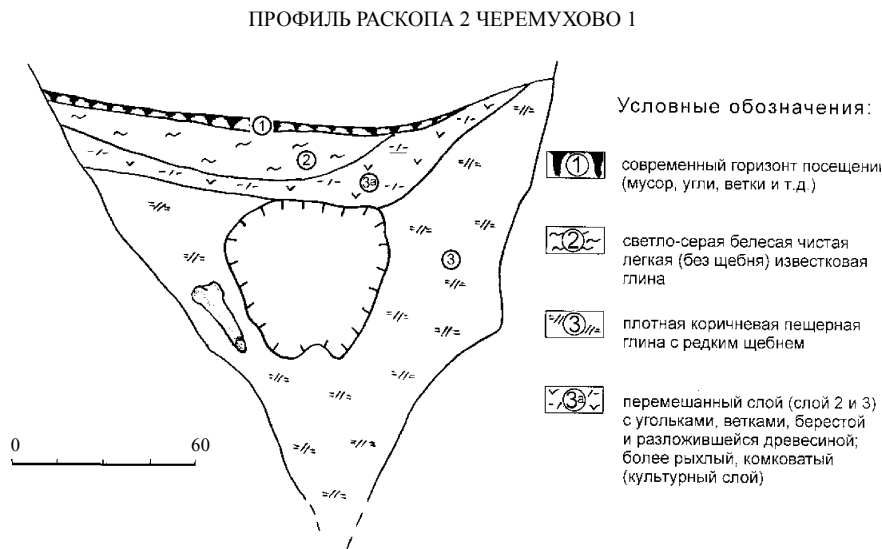 ПРОФИЛЬ РАСКОПА 2 ЧЕРЕМУХОВО 1
Условные обозначения:
1
2
3а
3
0 60
1 современный горизонт посещени
(мусор, угли, ветки и т.д.)
2 светло-серая белесая чистая
легкая (без щебня) известковая
глина
3 плотная коричневая пещерная
глина с редким щебнем
3а перемешанный слой (слой 2 и 3)
с угольками, ветками, берестой
и разложившейся древесиной;
более рыхлый, комковатый
(культурный слой)